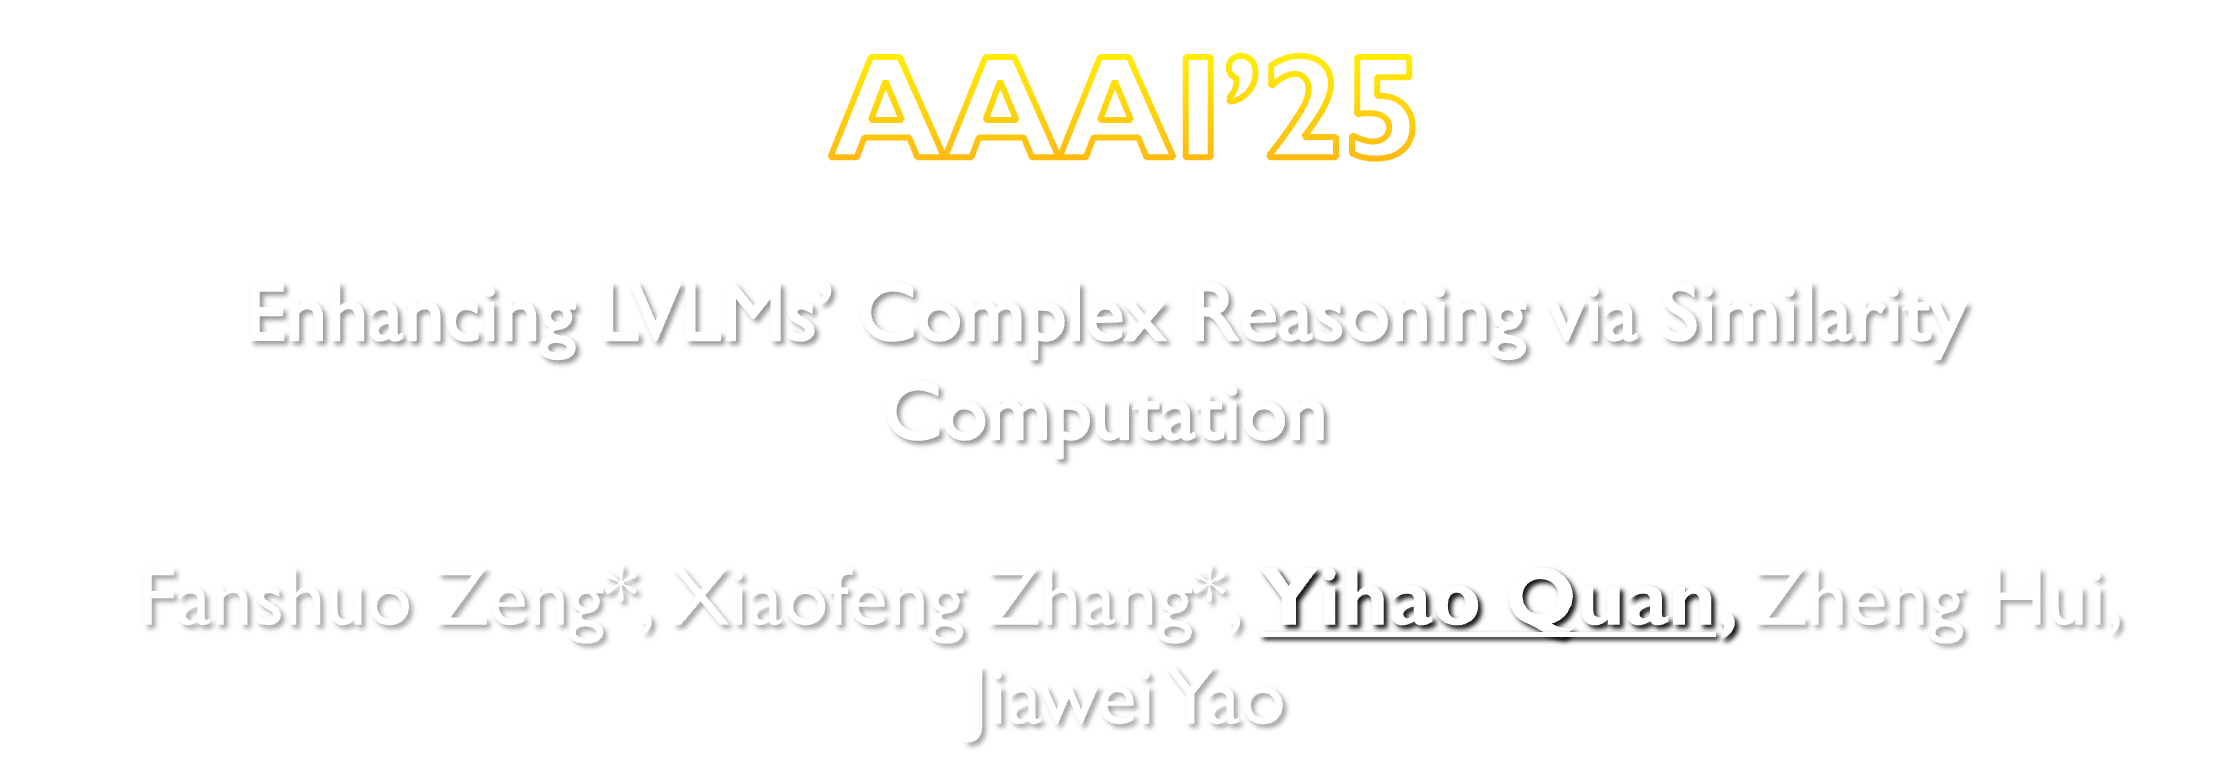 AAAI’25
Enhancing LVLMs’ Complex Reasoning via Similarity
Computation
Fanshuo Zeng*, Xiaofeng Zhang*, Yihao Quan, Zheng Hui,
Jiawei Yao